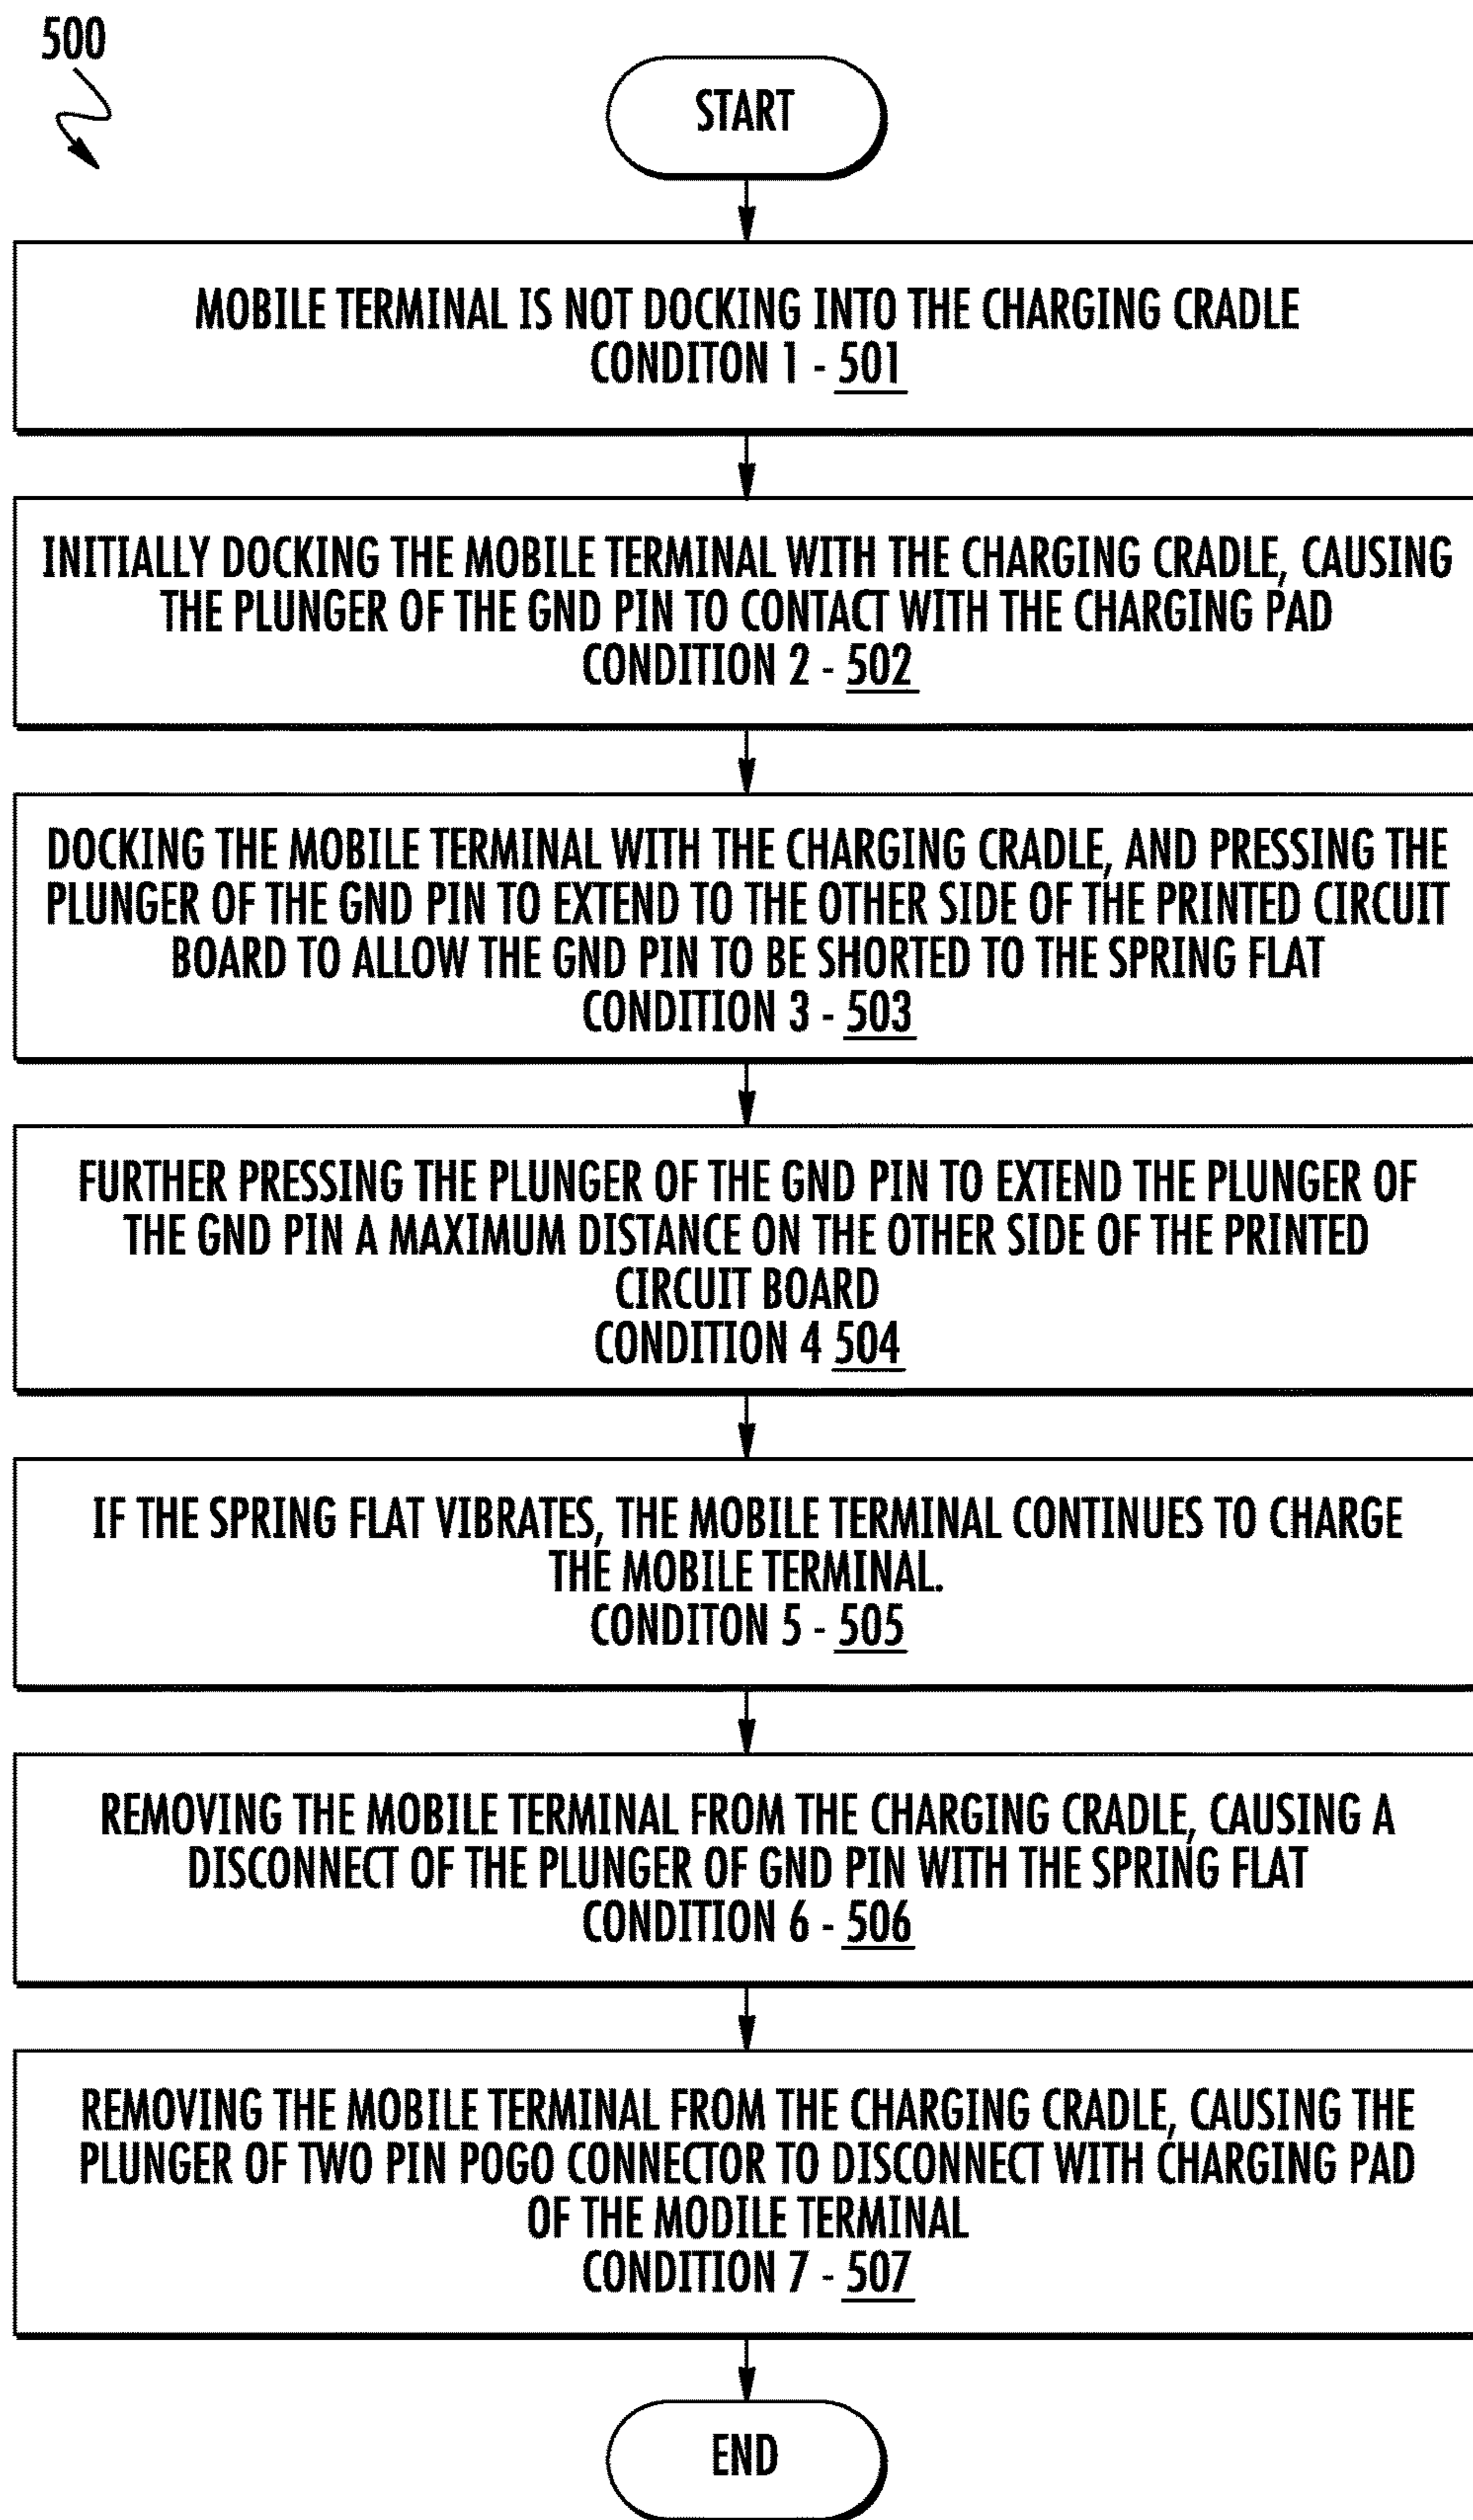 500
START
MOBILE TERMINAL IS NOT DOCKING INTO THE CHARGING CRADLE
CONDITON 1 - 501
INITIALLY DOCKING THE MOBILE TERMINAL WITH THE CHARGING CRADLE, CAUSING
THE PLUNGER OF THE GND PIN TO CONTACT WITH THE CHARGING PAD
CONDITION 2 - 502
DOCKING THE MOBILE TERMINAL WITH THE CHARGING CRADLE, AND PRESSING THE
PLUNGER OF THE GND PIN TO EXTEND TO THE OTHER SIDE OF THE PRINTED CIRCUIT
BOARD TO ALLOW THE GND PIN TO BE SHORTED TO THE SPRING FLAT
CONDITION 3 - 503
FURTHER PRESSING THE PLUNGER OF THE GND PIN TO EXTEND THE PLUNGER OF
THE GND PIN A MAXIMUM DISTANCE ON THE OTHER SIDE OF THE PRINTED
CIRCUIT BOARD
CONDITION 4 504
IF THE SPRING FLAT VIBRATES, THE MOBILE TERMINAL CONTINUES TO CHARGE
THE MOBILE TERMINAL.
CONDITON 5 - 505
REMOVING THE MOBILE TERMINAL FROM THE CHARGING CRADLE, CAUSING A
DISCONNECT OF THE PLUNGER OF GND PIN WITH THE SPRING FLAT
CONDITION 6 - 506
REMOVING THE MOBILE TERMINAL FROM THE CHARGING CRADLE, CAUSING THE
PLUNGER OF TWO PIN POGO CONNECTOR TO DISCONNECT WITH CHARGING PAD
OF THE MODILE TERMINAL
CONDITION 7 - 507
END